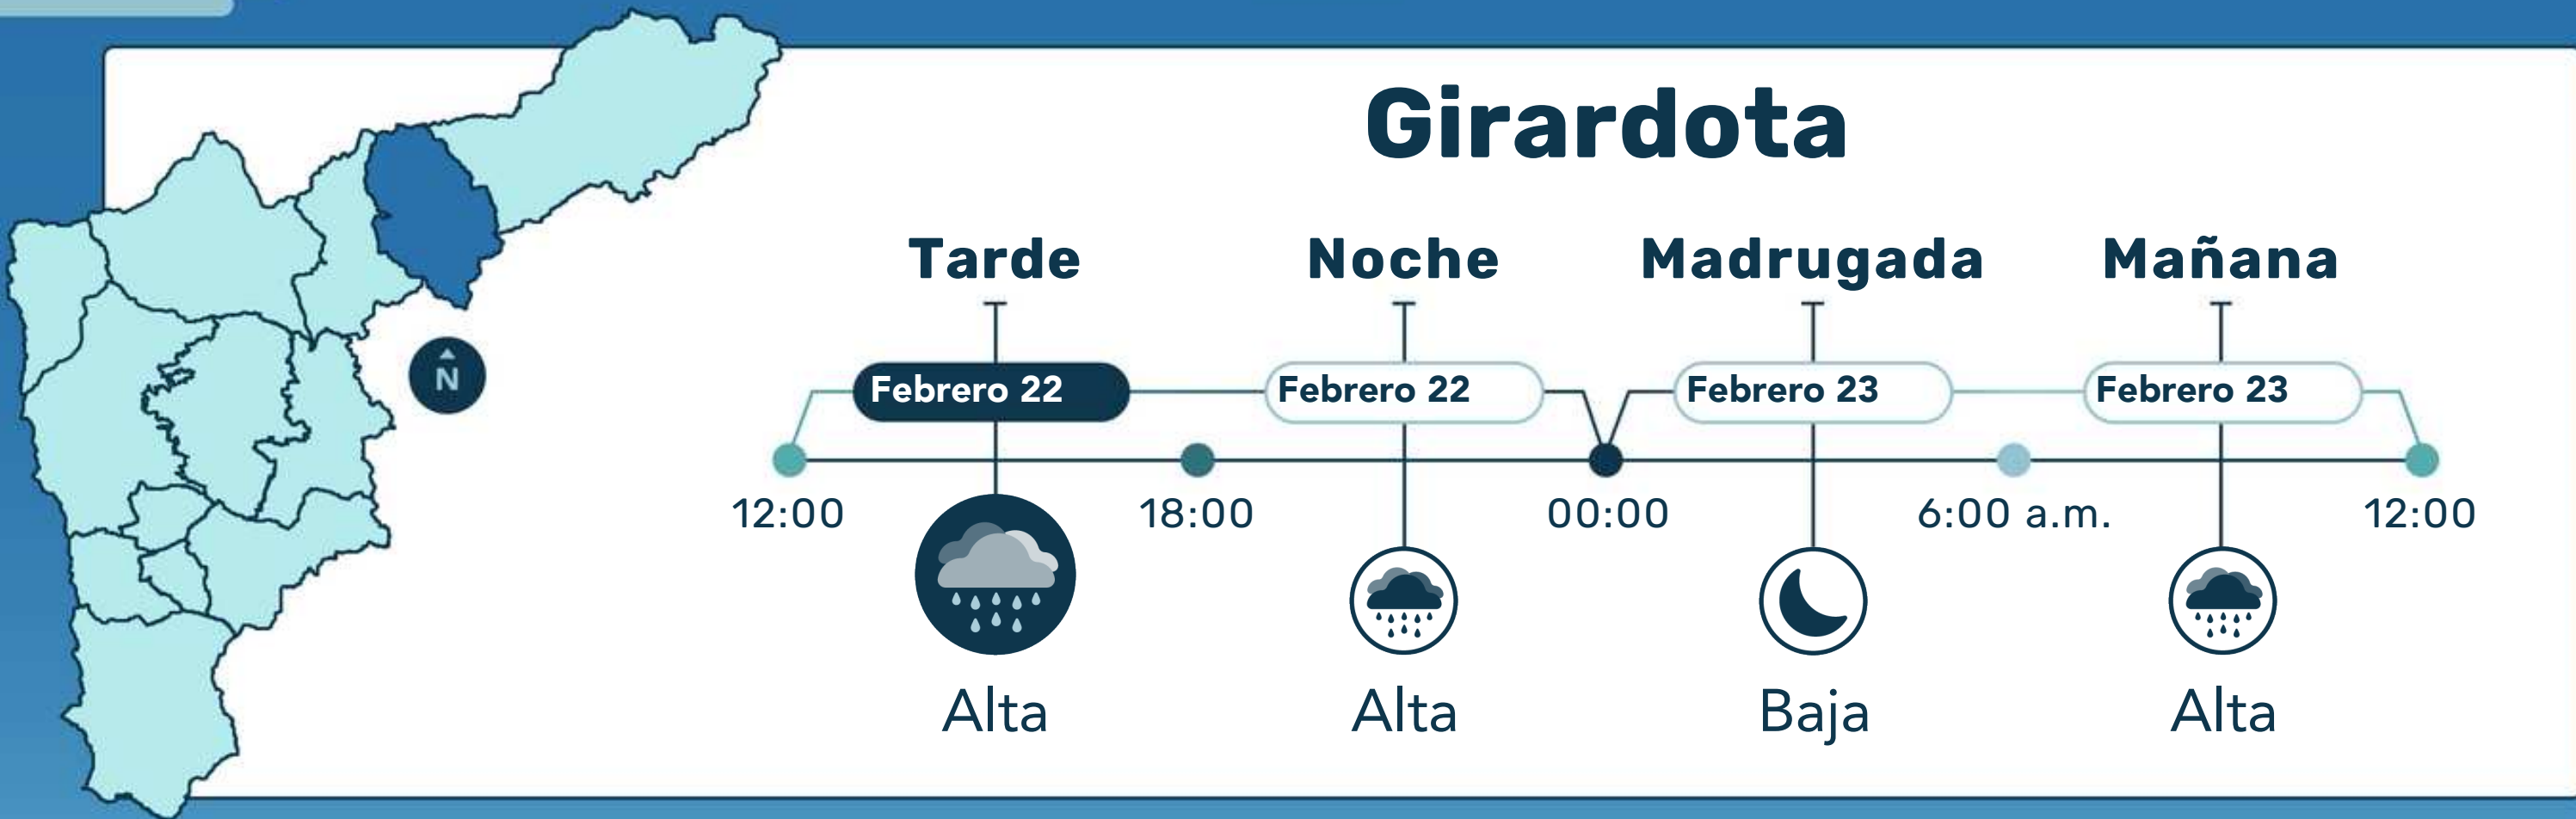 Girardota
Tarde Noche Madrugada Mañana
Febrero 22 Febrero 22 Febrero 23 Febrero 23
N
12:00 18:00 00:00 6:00 a.m. 12:00
Alta Alta Baja Alta